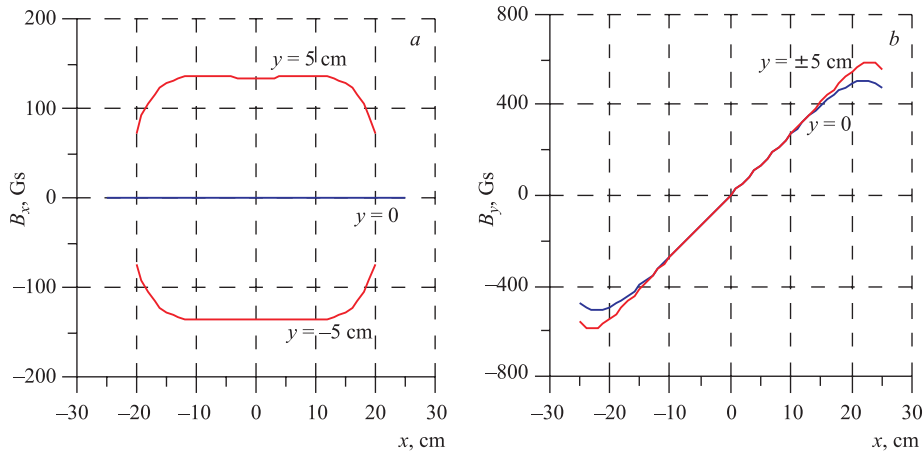 200
100
0
–100
–200
–30
–20
–10
0
10
20
30
B_x, Gs
x, cm
a
y = 5 cm
y = 0
y = –5 cm
800
400
0
–400
–800
–30
–20
–10
0
10
20
30
B_y, Gs
x, cm
b
y = ±5 cm
y = 0